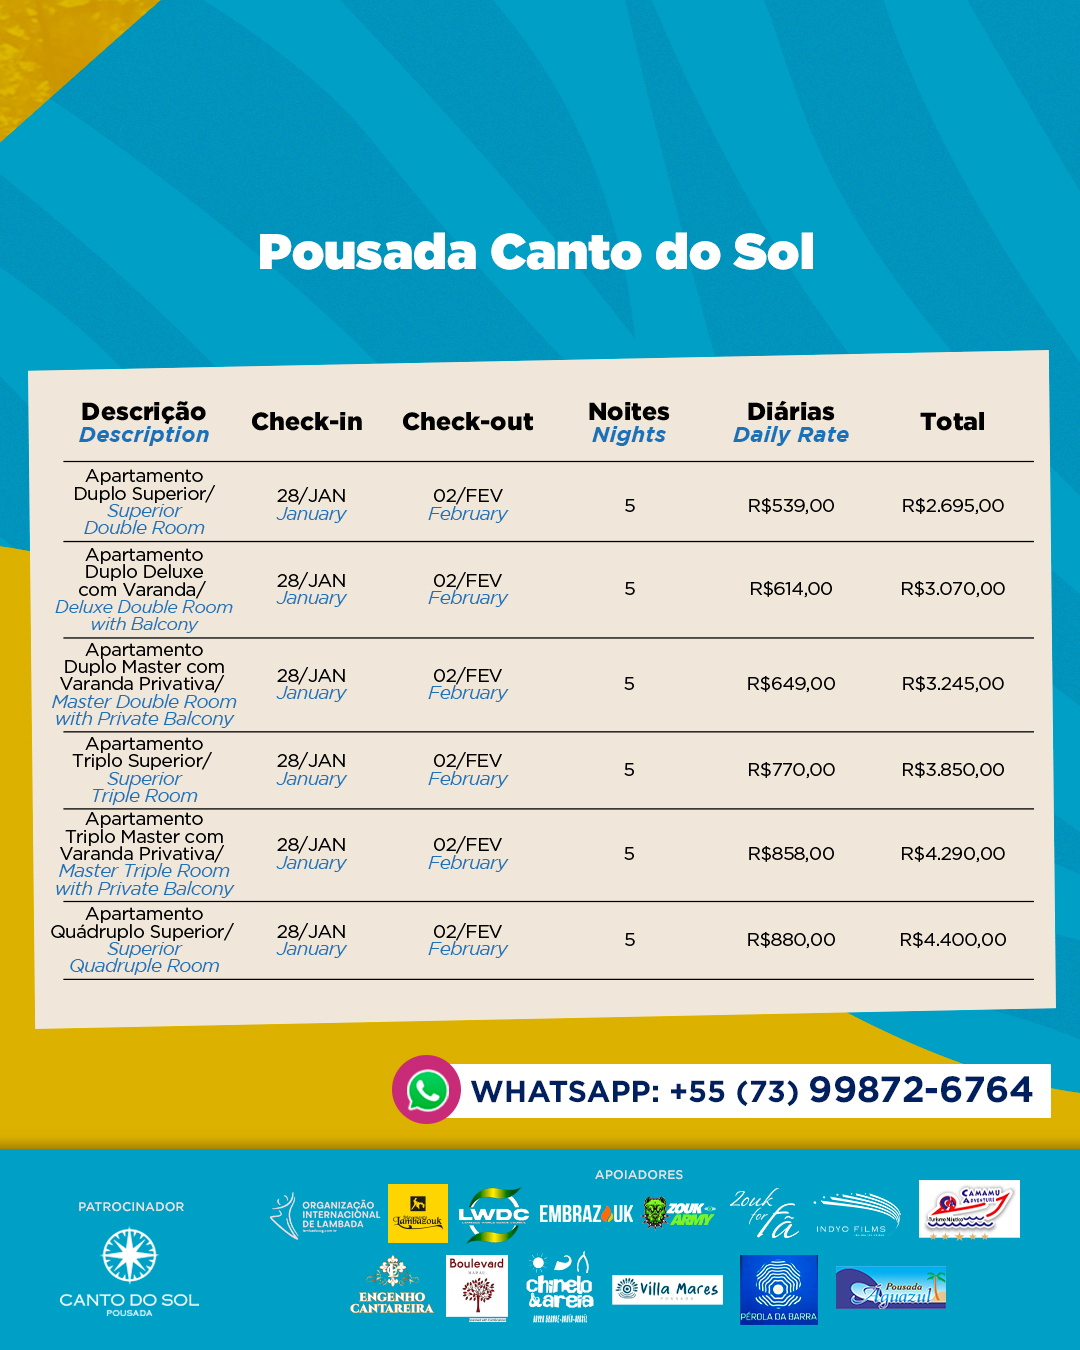 Pousada Canto do Sol
Descrição
Description
Check-in
Check-out
Noites
Nights
Diárias
Daily Rate
Total
Apartamento
Duplo Superior/
Superior
Double Room
28/JAN
January
02/FEV
February
5
R$539,00
R$2.695,00
Apartamento
Duplo Deluxe
com Varanda/
Deluxe Double Room
with Balcony
28/JAN
January
02/FEV
February
5
R$614,00
R$3.070,00
Apartamento
Duplo Master com
Varanda Privativa/
Master Double Room
with Private Balcony
28/JAN
January
02/FEV
February
5
R$649,00
R$3.245,00
Apartamento
Triplo Superior/
Superior
Triple Room
28/JAN
January
02/FEV
February
5
R$770,00
R$3.850,00
Apartamento
Triplo Master com
Varanda Privativa/
Master Triple Room
with Private Balcony
28/JAN
January
02/FEV
February
5
R$858,00
R$4.290,00
Apartamento
Quádruplo Superior/
Superior
Quadruple Room
28/JAN
January
02/FEV
February
5
R$880,00
R$4.400,00
WHATSAPP: +55 (73) 99872-6764
PATROCINADOR
CANTO DO SOL
POUSADA
APOIADORES
ORGANIZAÇÃO
INTERNACIONAL
DE LAMBADA
Lambazouk
LWDC
EMBRAZOUK
ZOUK
ARMY
Zouk
for
Fã
INDYO FILMS
CAMAMU
ADVENTURE
Turismo Náutico
ENGENHO
CANTAREIRA
Boulevard
chinelo
& areia
Villa Mares
POUSADA
PÉROLA DA BARRA
Pousada
Águazul